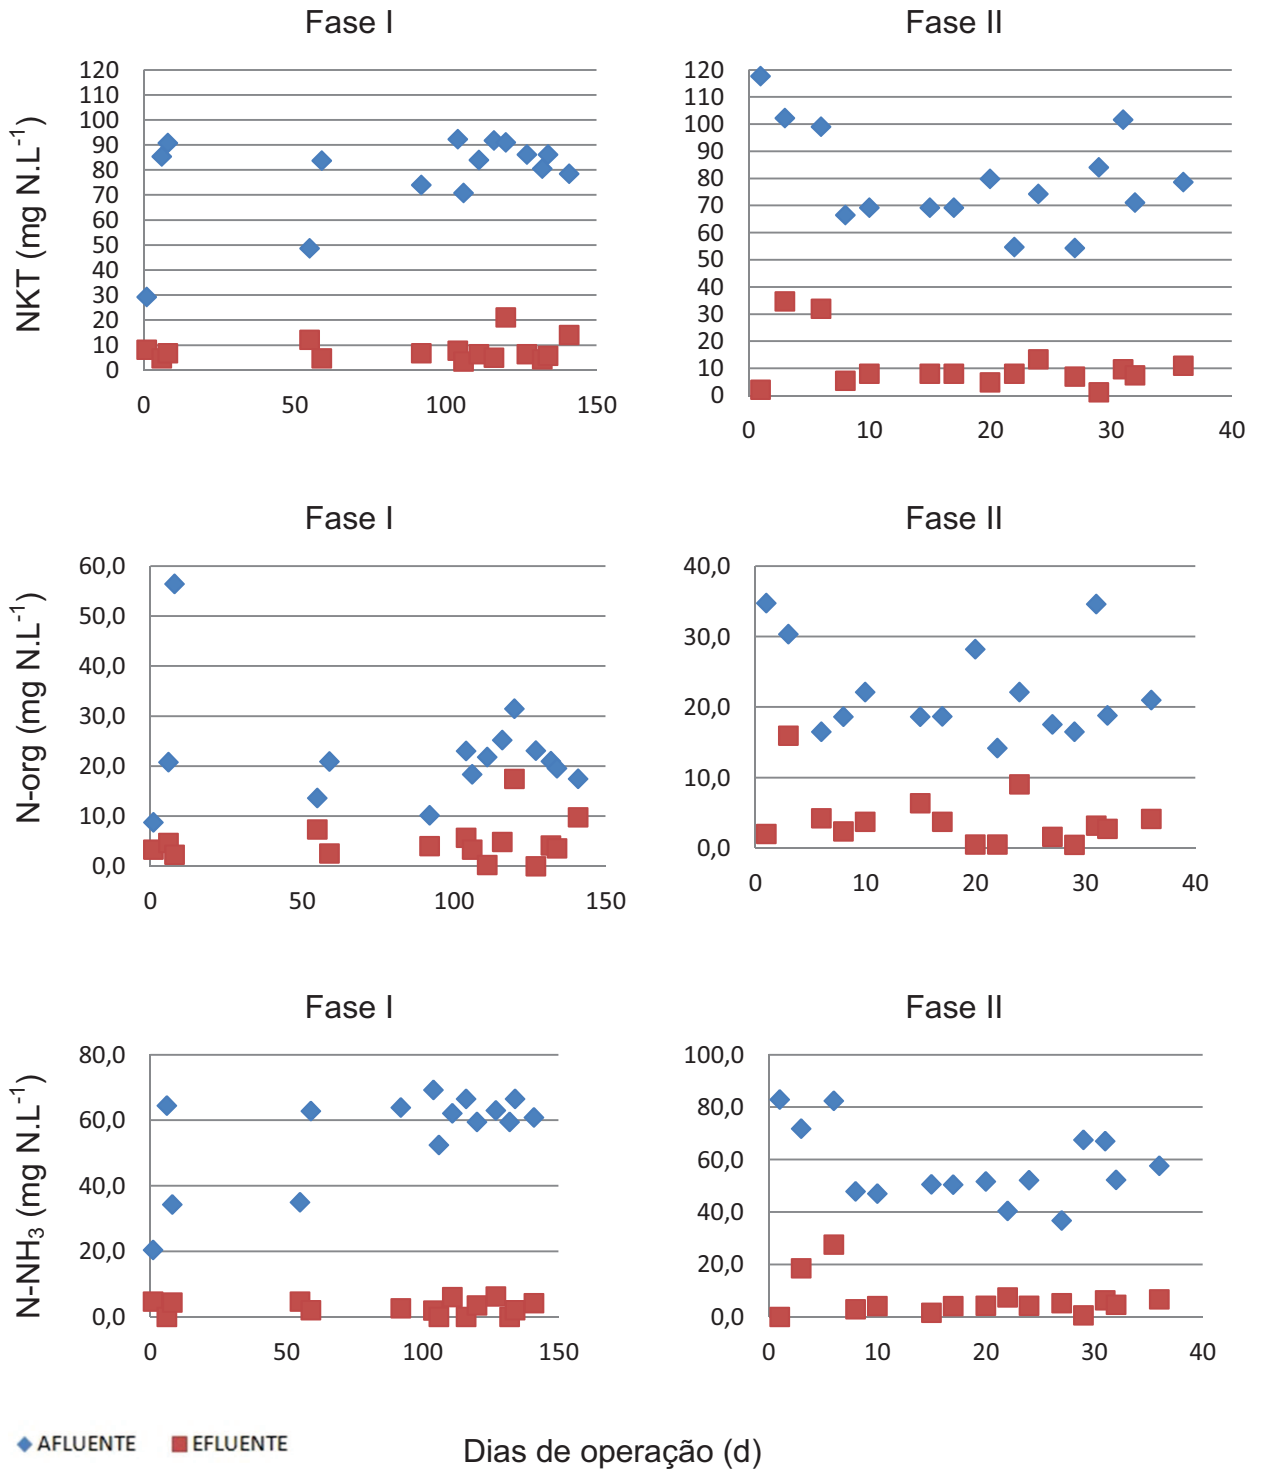 Fase I
Fase II
NKT (mg N.L⁻¹)
120
110
100
90
80
70
60
50
40
30
20
10
0
0 50 100 150
120
110
100
90
80
70
60
50
40
30
20
10
0
0 10 20 30 40
Fase I
Fase II
N-org (mg N.L⁻¹)
60,0
50,0
40,0
30,0
20,0
10,0
0,0
0 50 100 150
40,0
30,0
20,0
10,0
0,0
0 10 20 30 40
Fase I
Fase II
N-NH₃ (mg N.L⁻¹)
80,0
60,0
40,0
20,0
0,0
0 50 100 150
100,0
80,0
60,0
40,0
20,0
0,0
0 10 20 30 40
AFLUENTE EFLUENTE
Dias de operação (d)